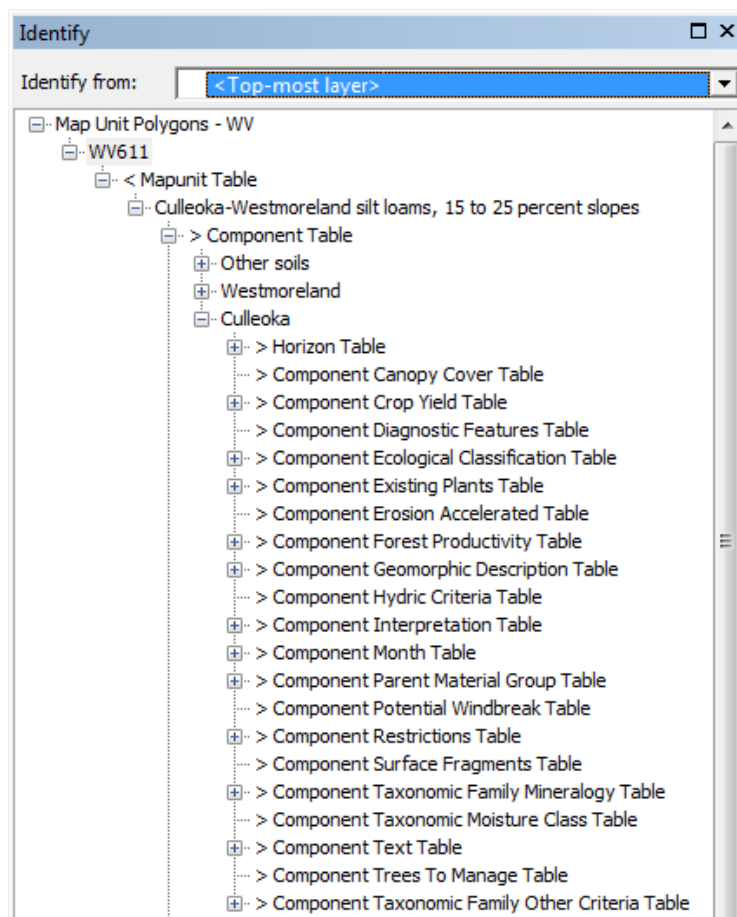 Identify
Identify from: <Top-most layer>
Map Unit Polygons - WV
WV611
< Mapunit Table
Culleoka-Westmoreland silt loams, 15 to 25 percent slopes
> Component Table
Other soils
Westmoreland
Culleoka
> Horizon Table
> Component Canopy Cover Table
> Component Crop Yield Table
> Component Diagnostic Features Table
> Component Ecological Classification Table
> Component Existing Plants Table
> Component Erosion Accelerated Table
> Component Forest Productivity Table
> Component Geomorphic Description Table
> Component Hydric Criteria Table
> Component Interpretation Table
> Component Month Table
> Component Parent Material Group Table
> Component Potential Windbreak Table
> Component Restrictions Table
> Component Surface Fragments Table
> Component Taxonomic Family Mineralogy Table
> Component Taxonomic Moisture Class Table
> Component Text Table
> Component Trees To Manage Table
> Component Taxonomic Family Other Criteria Table